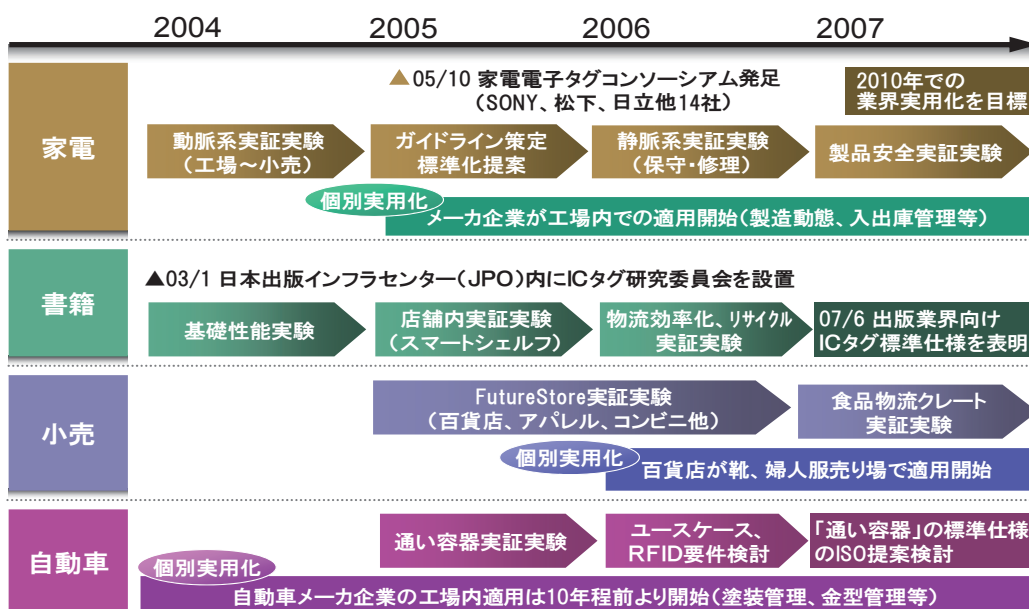 2004 2005 2006 2007
家電
▲05/10 家電電子タグコンソーシアム発足
(SONY、松下、日立他14社)
2010年での
業界実用化を目標
動脈系実証実験
(工場～小売)
ガイドライン策定
標準化提案
静脈系実証実験
(保守・修理)
製品安全実証実験
個別実用化
メーカ企業が工場内での適用開始(製造動態、入出庫管理等)
書籍
▲03/1 日本出版インフラセンター(JPO)内にICタグ研究委員会を設置
基礎性能実験
店舗内実証実験
(スマートシェルフ)
物流効率化、リサイクル
実証実験
07/6 出版業界向け
ICタグ標準仕様を表明
小売
FutureStore実証実験
(百貨店、アパレル、コンビニ他)
食品物流クレート
実証実験
個別実用化
百貨店が靴、婦人服売り場で適用開始
自動車
通い容器実証実験
ユースケース、
RFID要件検討
「通い容器」の標準仕様
のISO提案検討
個別実用化
自動車メーカ企業の工場内適用は10年程前より開始(塗装管理、金型管理等)